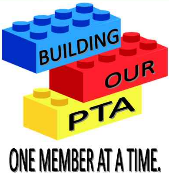 BUILDING
OUR
PTA
ONE MEMBER AT A TIME.